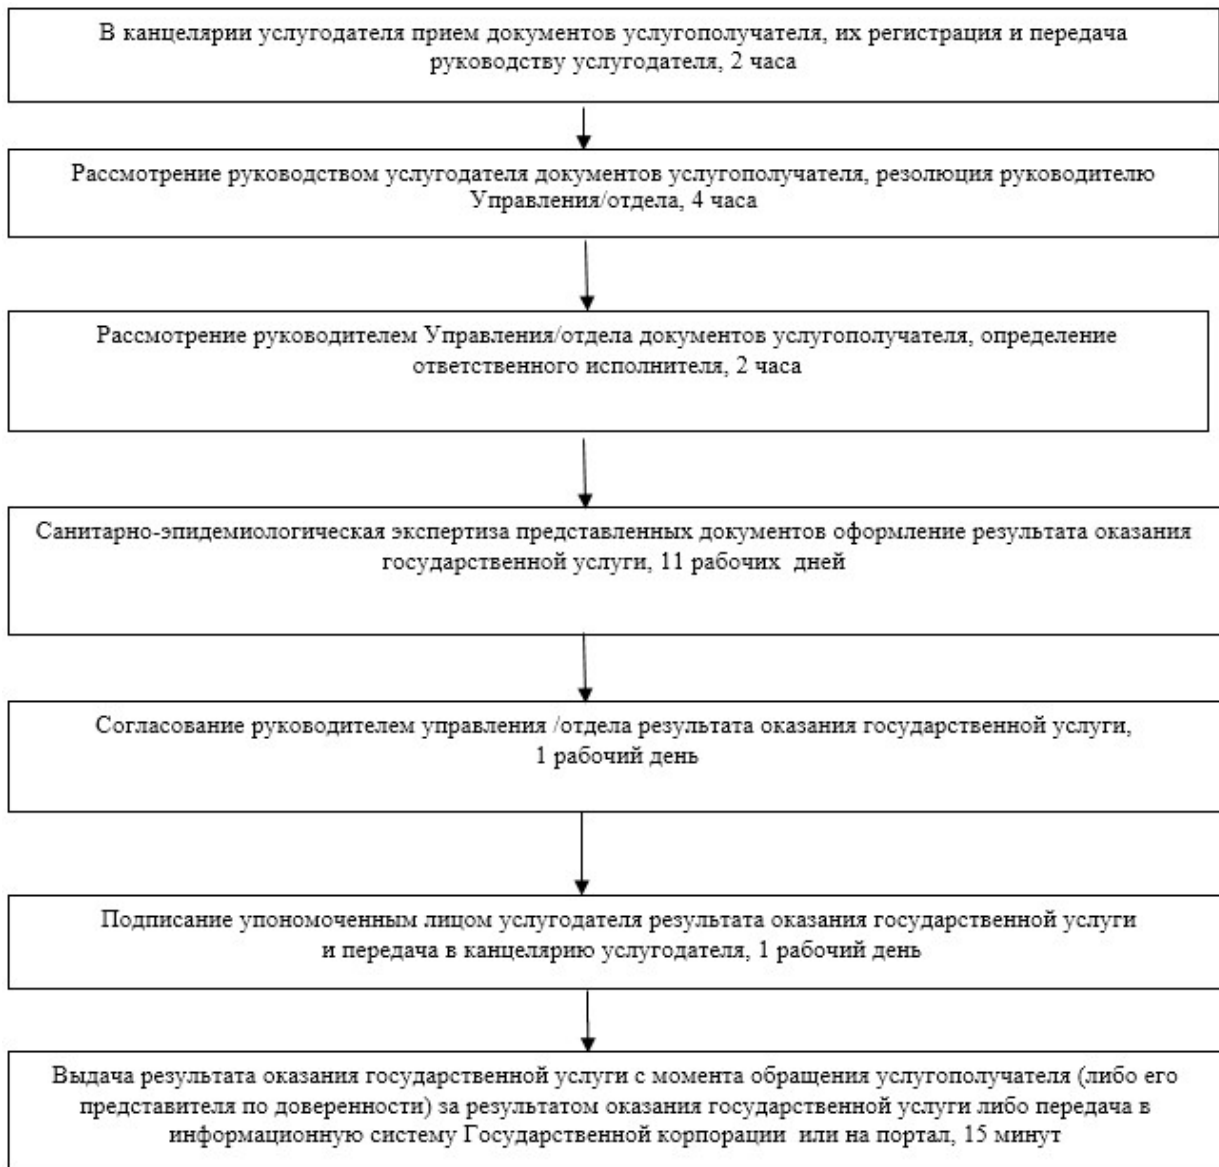 В канцелярии услугодателя прием документов услугополучателя, их регистрация и передача
руководству услугодателя, 2 часа
Рассмотрение руководством услугодателя документов услугополучателя, резолюция руководителю
Управления/отдела, 4 часа
Рассмотрение руководителем Управления/отдела документов услугополучателя, определение
ответственного исполнителя, 2 часа
Санитарно-эпидемиологическая экспертиза представленных документов оформление результата оказания
государственной услуги, 11 рабочих  дней
Согласование руководителем управления /отдела результата оказания государственной услуги,
1 рабочий день
Подписание упономоченным лицом услугодателя результата оказания государственной услуги
и передача в канцелярию услугодателя, 1 рабочий день
Выдача результата оказания государственной услуги с момента обращения услугополучателя (либо его
представителя по доверенности) за результатом оказания государственной услуги либо передача в
информационную систему Государственной корпорации  или на портал, 15 минут